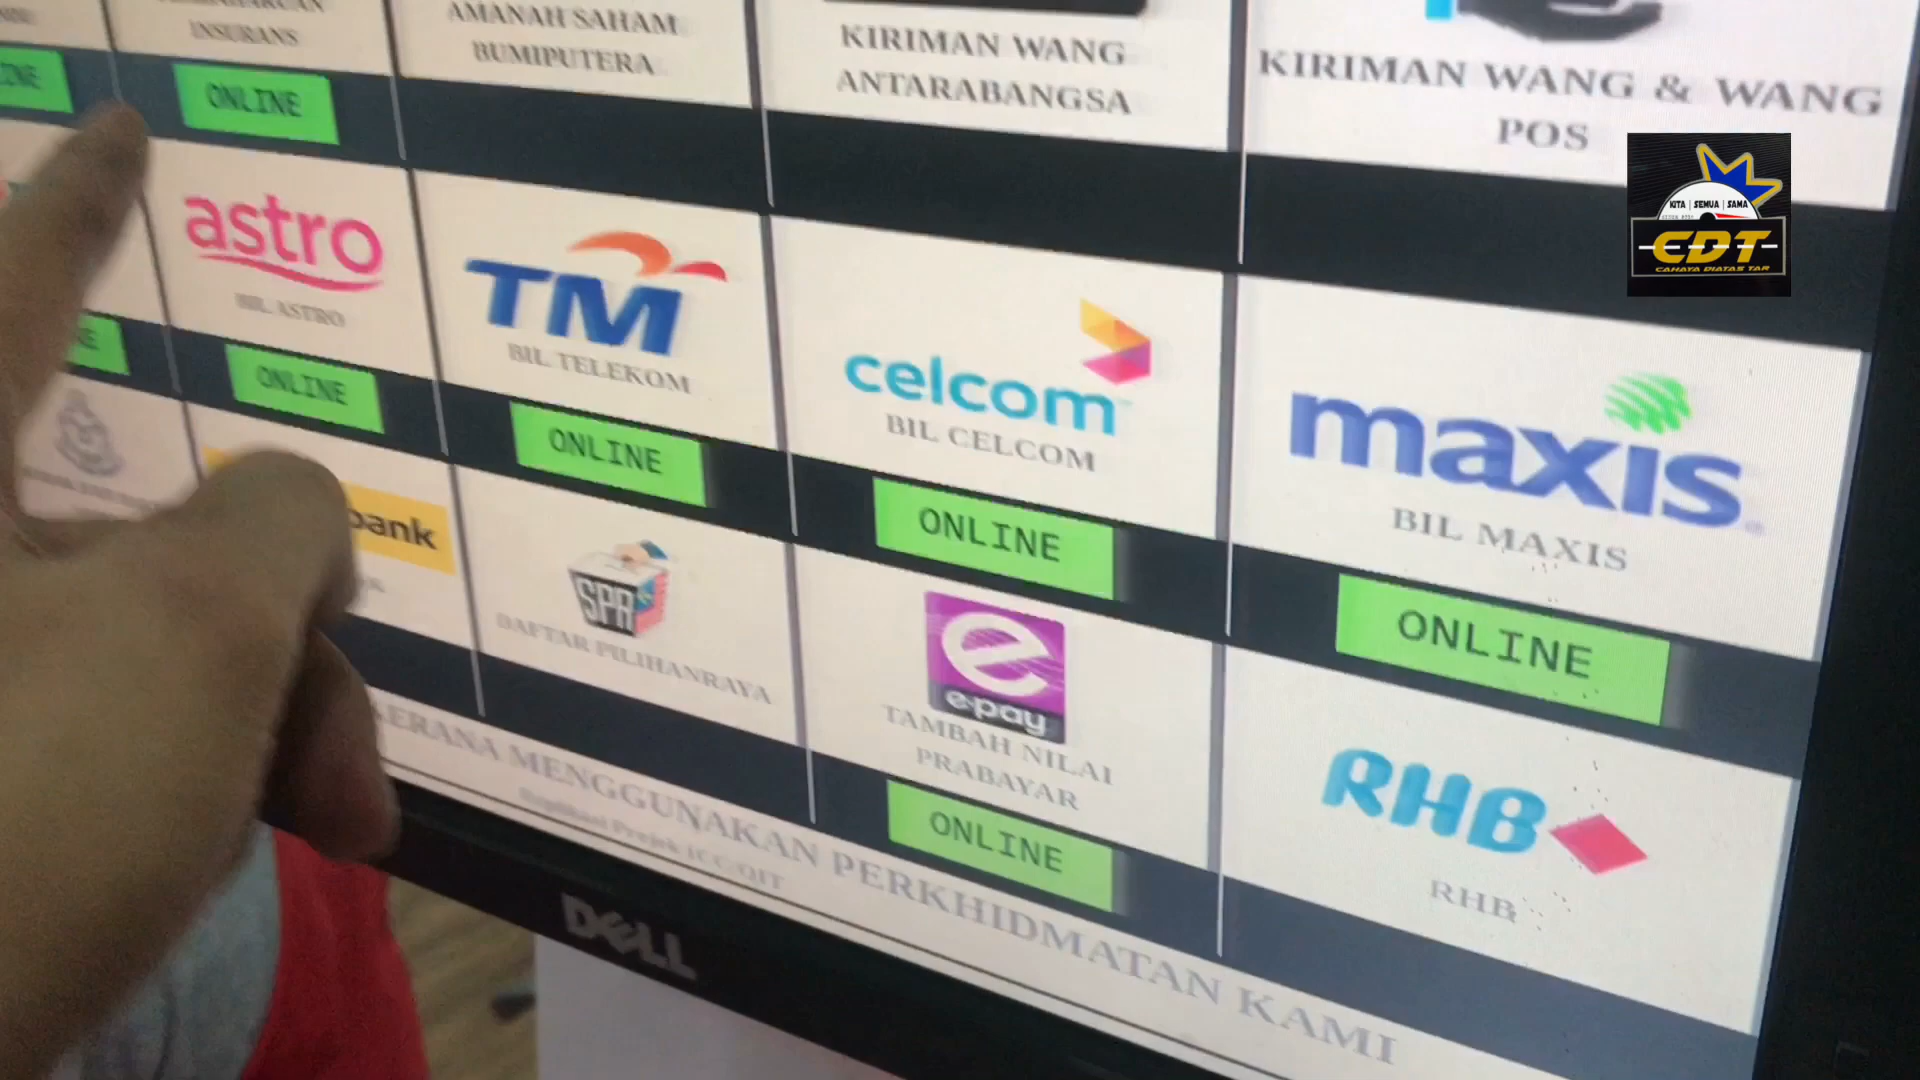 INSURANS
AMANAH SAHAM
BUMIPUTERA
KIRIMAN WANG
ANTARABANGSA
KIRIMAN WANG & WANG
POS
ONLINE
KITA | SEMUA | SAMA
CDT
CAHAYA DIATAS TAR
astro
BIL ASTRO
TM
BIL TELEKOM
celcom
BIL CELCOM
maxis
BIL MAXIS
ONLINE
ONLINE
ONLINE
ONLINE
bank
SPR
DAFTAR PILIHANRAYA
e
e-pay
TAMBAH NILAI
PRABAYAR
RHB
RHB
ONLINE
MENGGUNAKAN PERKHIDMATAN KAMI
DELL